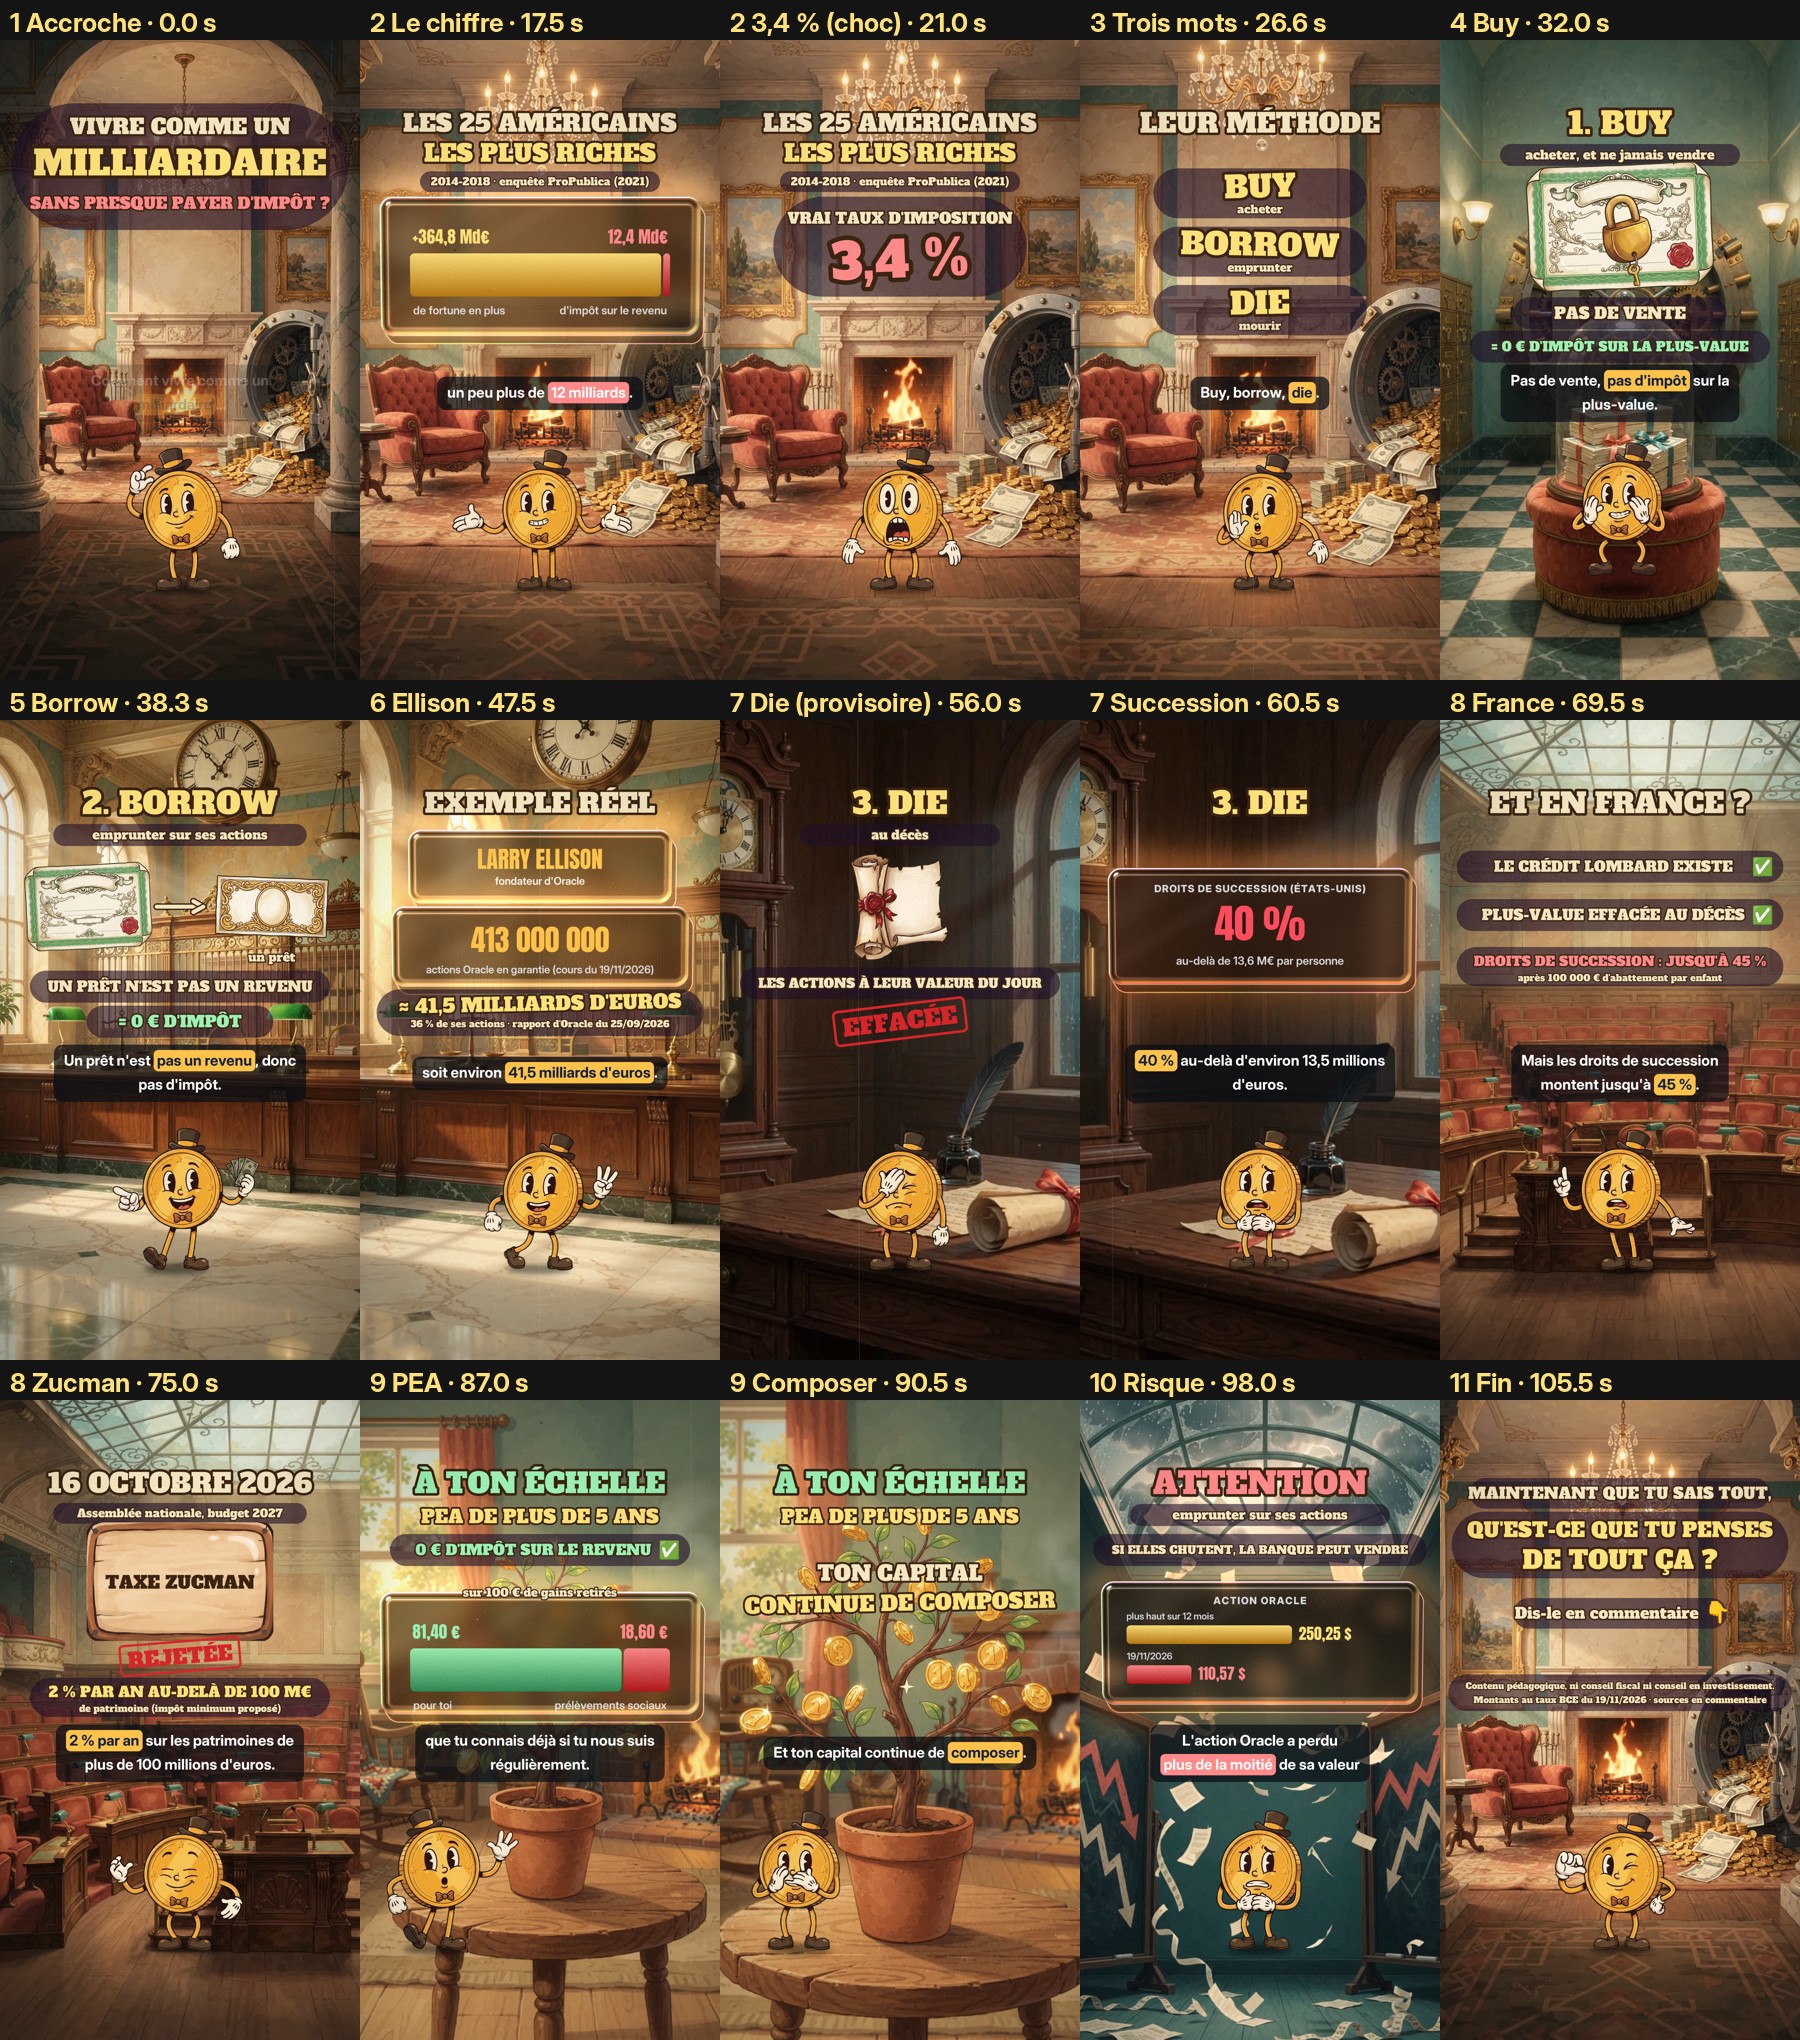 1 Accroche · 0.0 s
VIVRE COMME UN
MILLIARDAIRE
SANS PRESQUE PAYER D'IMPÔT ?
Comment vivre comme un
2 Le chiffre · 17.5 s
LES 25 AMÉRICAINS
LES PLUS RICHES
2014-2018 · enquête ProPublica (2021)
+364,8 Md€
12,4 Md€
de fortune en plus
d'impôt sur le revenu
un peu plus de 12 milliards.
2 3,4 % (choc) · 21.0 s
LES 25 AMÉRICAINS
LES PLUS RICHES
2014-2018 · enquête ProPublica (2021)
VRAI TAUX D'IMPOSITION
3,4 %
3 Trois mots · 26.6 s
LEUR MÉTHODE
BUY
acheter
BORROW
emprunter
DIE
mourir
Buy, borrow, die.
4 Buy · 32.0 s
1. BUY
acheter, et ne jamais vendre
PAS DE VENTE
= 0 € D'IMPÔT SUR LA PLUS-VALUE
Pas de vente, pas d'impôt sur la
plus-value.
5 Borrow · 38.3 s
2. BORROW
emprunter sur ses actions
un prêt
UN PRÊT N'EST PAS UN REVENU
= 0 € D'IMPÔT
Un prêt n'est pas un revenu, donc
pas d'impôt.
6 Ellison · 47.5 s
EXEMPLE RÉEL
LARRY ELLISON
fondateur d'Oracle
413 000 000
actions Oracle en garantie (cours du 19/11/2026)
≈ 41,5 MILLIARDS D'EUROS
36 % de ses actions · rapport d'Oracle du 25/09/2026
soit environ 41,5 milliards d'euros.
7 Die (provisoire) · 56.0 s
3. DIE
au décès
LES ACTIONS À LEUR VALEUR DU JOUR
EFFACÉE
7 Succession · 60.5 s
3. DIE
DROITS DE SUCCESSION (ÉTATS-UNIS)
40 %
au-delà de 13,6 M€ par personne
40 % au-delà d'environ 13,5 millions
d'euros.
8 France · 69.5 s
ET EN FRANCE ?
LE CRÉDIT LOMBARD EXISTE ✅
PLUS-VALUE EFFACÉE AU DÉCÈS ✅
DROITS DE SUCCESSION : JUSQU'À 45 %
après 100 000 € d'abattement par enfant
Mais les droits de succession
montent jusqu'à 45 %.
8 Zucman · 75.0 s
16 OCTOBRE 2026
Assemblée nationale, budget 2027
TAXE ZUCMAN
REJETÉE
2 % PAR AN AU-DELÀ DE 100 M€
de patrimoine (impôt minimum proposé)
2 % par an sur les patrimoines de
plus de 100 millions d'euros.
9 PEA · 87.0 s
À TON ÉCHELLE
PEA DE PLUS DE 5 ANS
0 € D'IMPÔT SUR LE REVENU ✅
sur 100 € de gains retirés
81,40 €
18,60 €
pour toi
prélèvements sociaux
que tu connais déjà si tu nous suis
régulièrement.
9 Composer · 90.5 s
À TON ÉCHELLE
PEA DE PLUS DE 5 ANS
TON CAPITAL
CONTINUE DE COMPOSER
Et ton capital continue de composer.
10 Risque · 98.0 s
ATTENTION
emprunter sur ses actions
SI ELLES CHUTENT, LA BANQUE PEUT VENDRE
ACTION ORACLE
plus haut sur 12 mois
250,25 $
19/11/2026
110,57 $
L'action Oracle a perdu
plus de la moitié de sa valeur
11 Fin · 105.5 s
MAINTENANT QUE TU SAIS TOUT,
QU'EST-CE QUE TU PENSES
DE TOUT ÇA ?
Dis-le en commentaire 👇
Contenu pédagogique, ni conseil fiscal ni conseil en investissement.
Montants au taux BCE du 19/11/2026 · sources en commentaire